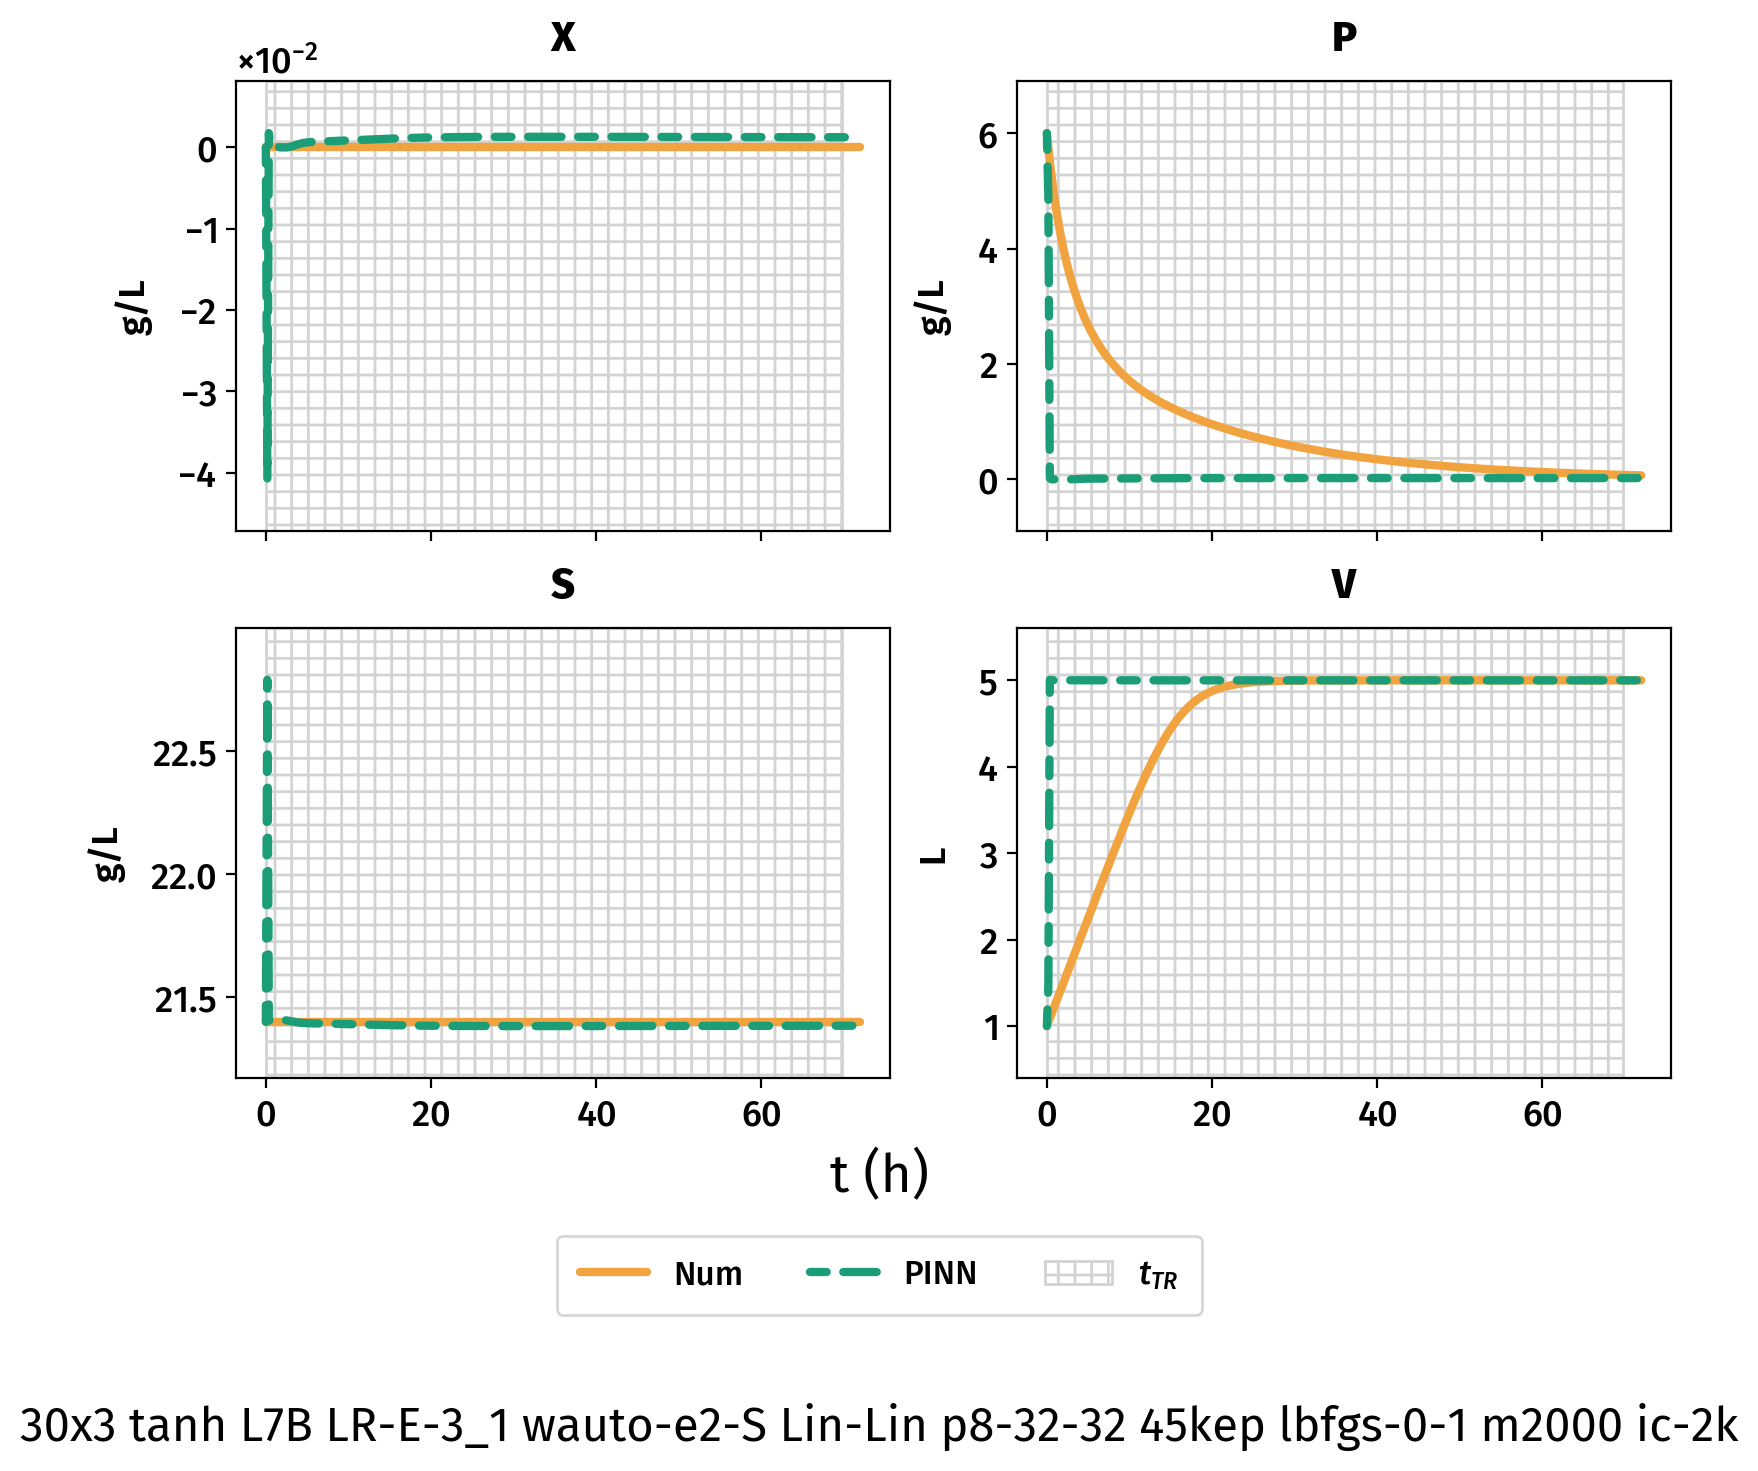 X
P
×10⁻²
0
−1
−2
−3
−4
g/L
6
4
2
0
g/L
S
V
22.5
22.0
21.5
g/L
0
20
40
60
5
4
3
2
1
L
0
20
40
60
t (h)
Num
PINN
t_TR
30x3 tanh L7B LR-E-3_1 wauto-e2-S Lin-Lin p8-32-32 45kep lbfgs-0-1 m2000 ic-2k